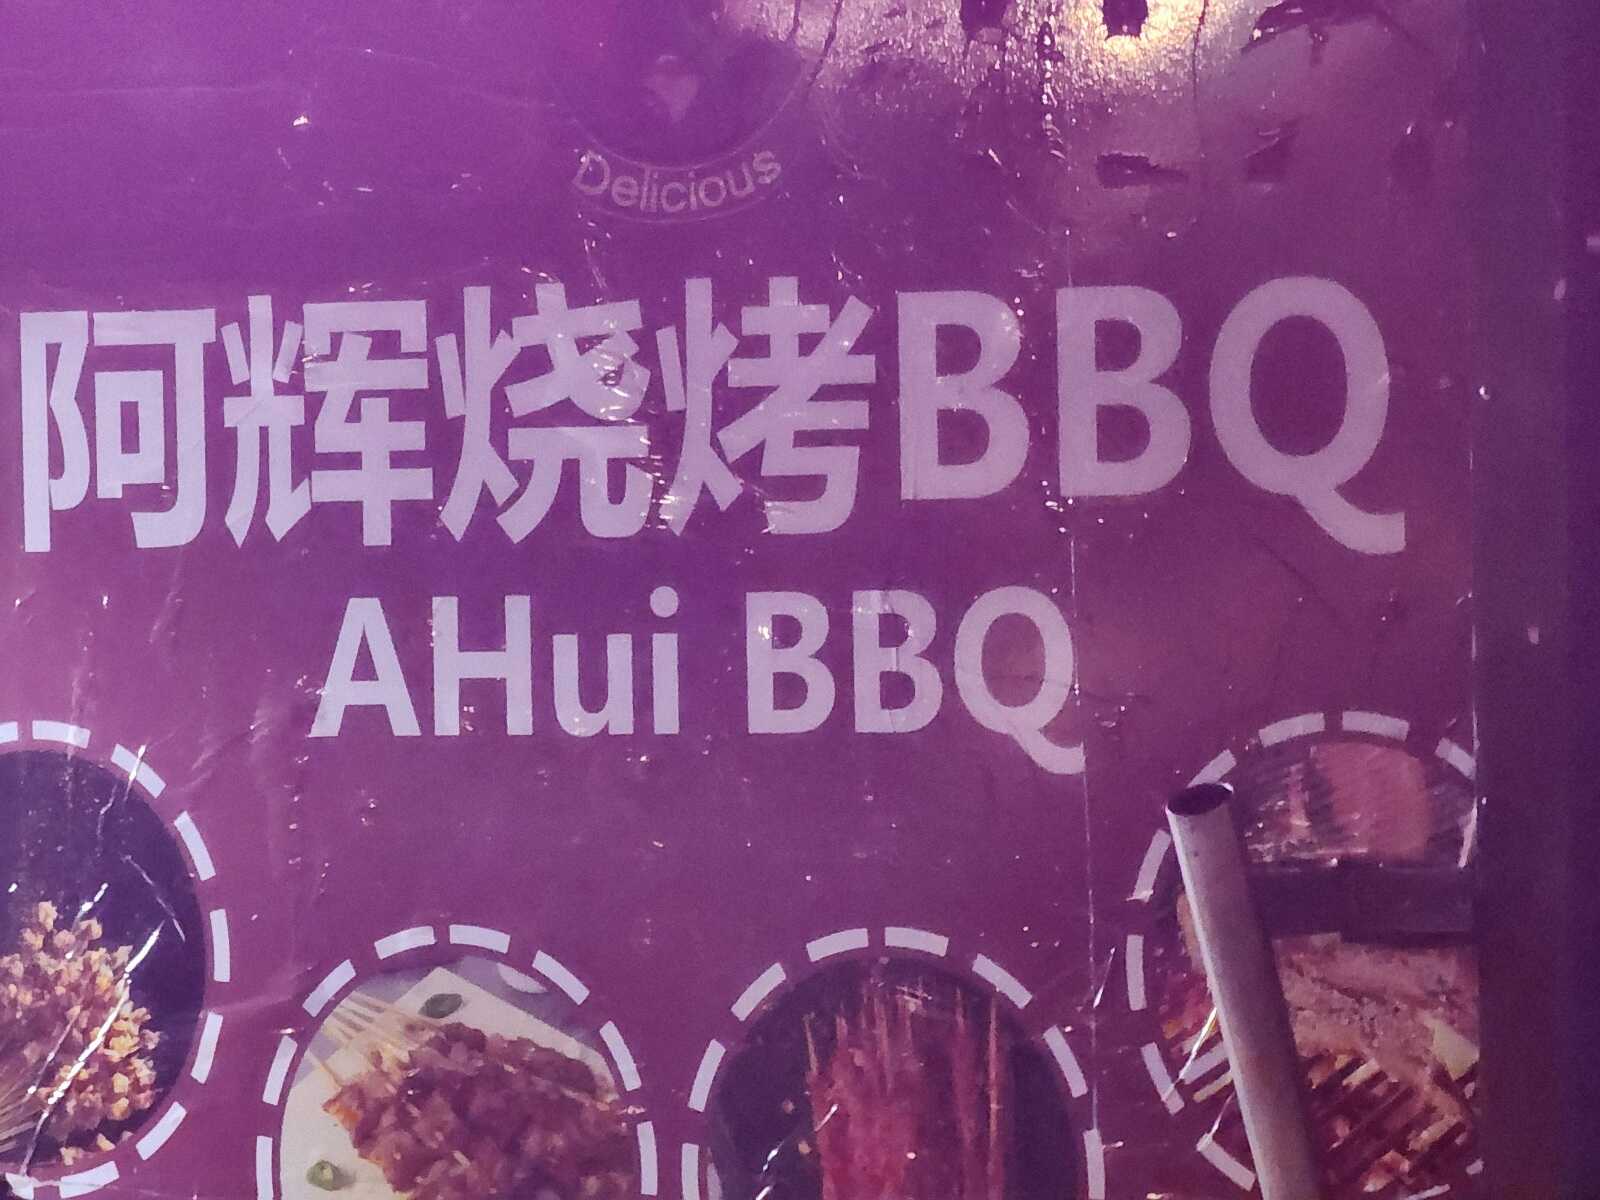 Delicious
阿辉烧烤BBQ
AHui BBQ